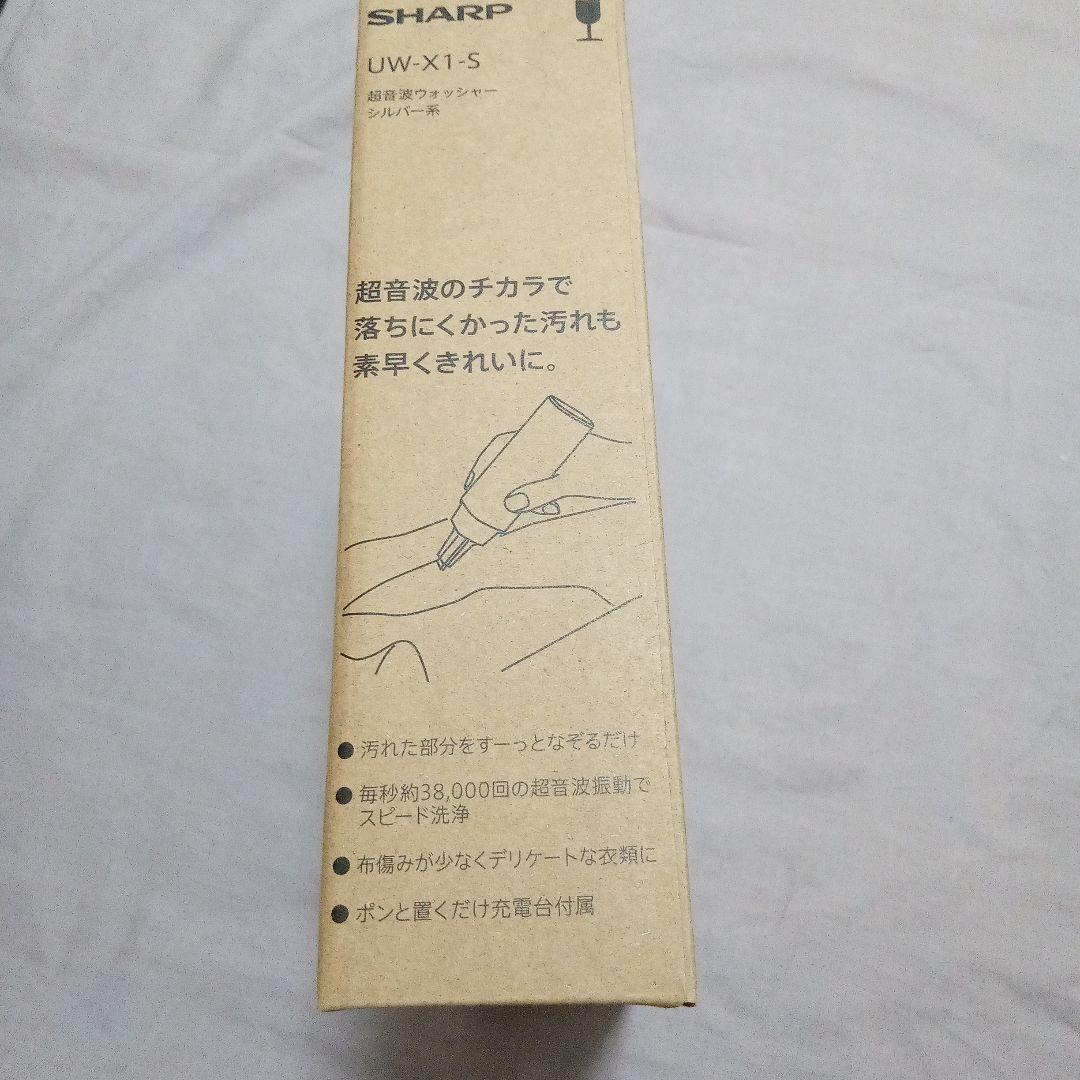 SHARP
UW-X1-S
超音波ウォッシャー
シルバー系
超音波のチカラで
落ちにくかった汚れも
素早くきれいに。
●汚れた部分をすーっとなぞるだけ
●毎秒約38,000回の超音波振動で
スピード洗浄
●布傷みが少なくデリケートな衣類に
●ポンと置くだけ充電台付属